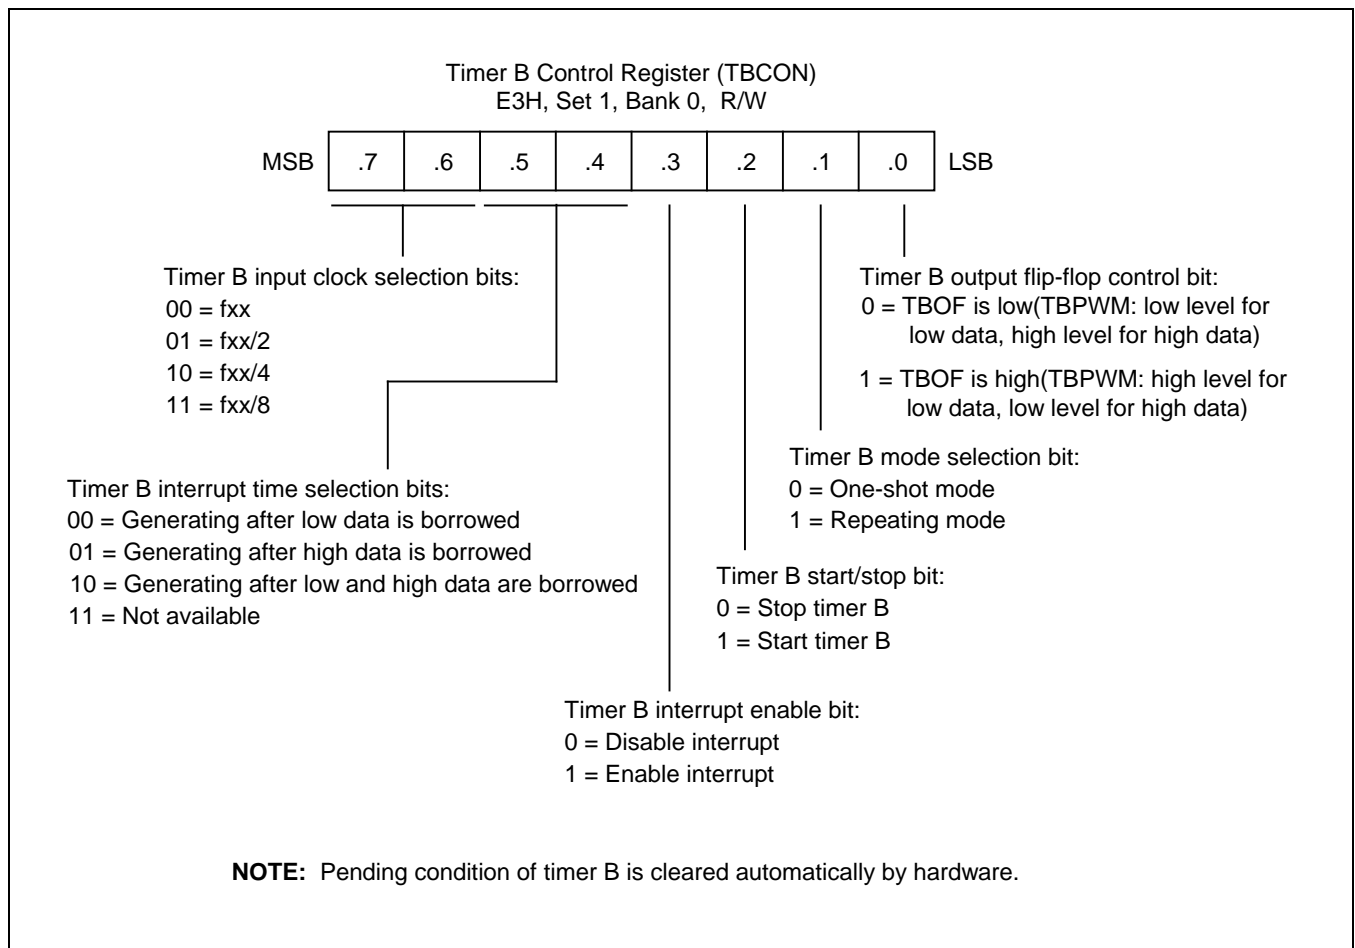 Timer B Control Register (TBCON)
E3H, Set 1, Bank 0, R/W
MSB .7 .6 .5 .4 .3 .2 .1 .0 LSB
Timer B input clock selection bits:
00 = fxx
01 = fxx/2
10 = fxx/4
11 = fxx/8
Timer B output flip-flop control bit:
0 = TBOF is low(TBPWM: low level for
low data, high level for high data)
1 = TBOF is high(TBPWM: high level for
low data, low level for high data)
Timer B interrupt time selection bits:
00 = Generating after low data is borrowed
01 = Generating after high data is borrowed
10 = Generating after low and high data are borrowed
11 = Not available
Timer B mode selection bit:
0 = One-shot mode
1 = Repeating mode
Timer B start/stop bit:
0 = Stop timer B
1 = Start timer B
Timer B interrupt enable bit:
0 = Disable interrupt
1 = Enable interrupt
NOTE: Pending condition of timer B is cleared automatically by hardware.